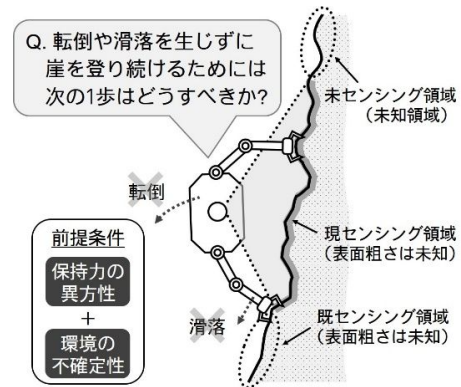 Q. 転倒や滑落を生じずに
崖を登り続けるためには
次の1歩はどうすべきか?
未センシング領域
（未知領域）
転倒
前提条件
保持力の
異方性
+
環境の
不確定性
現センシング領域
（表面粗さは未知）
滑落
既センシング領域
（表面粗さは未知）